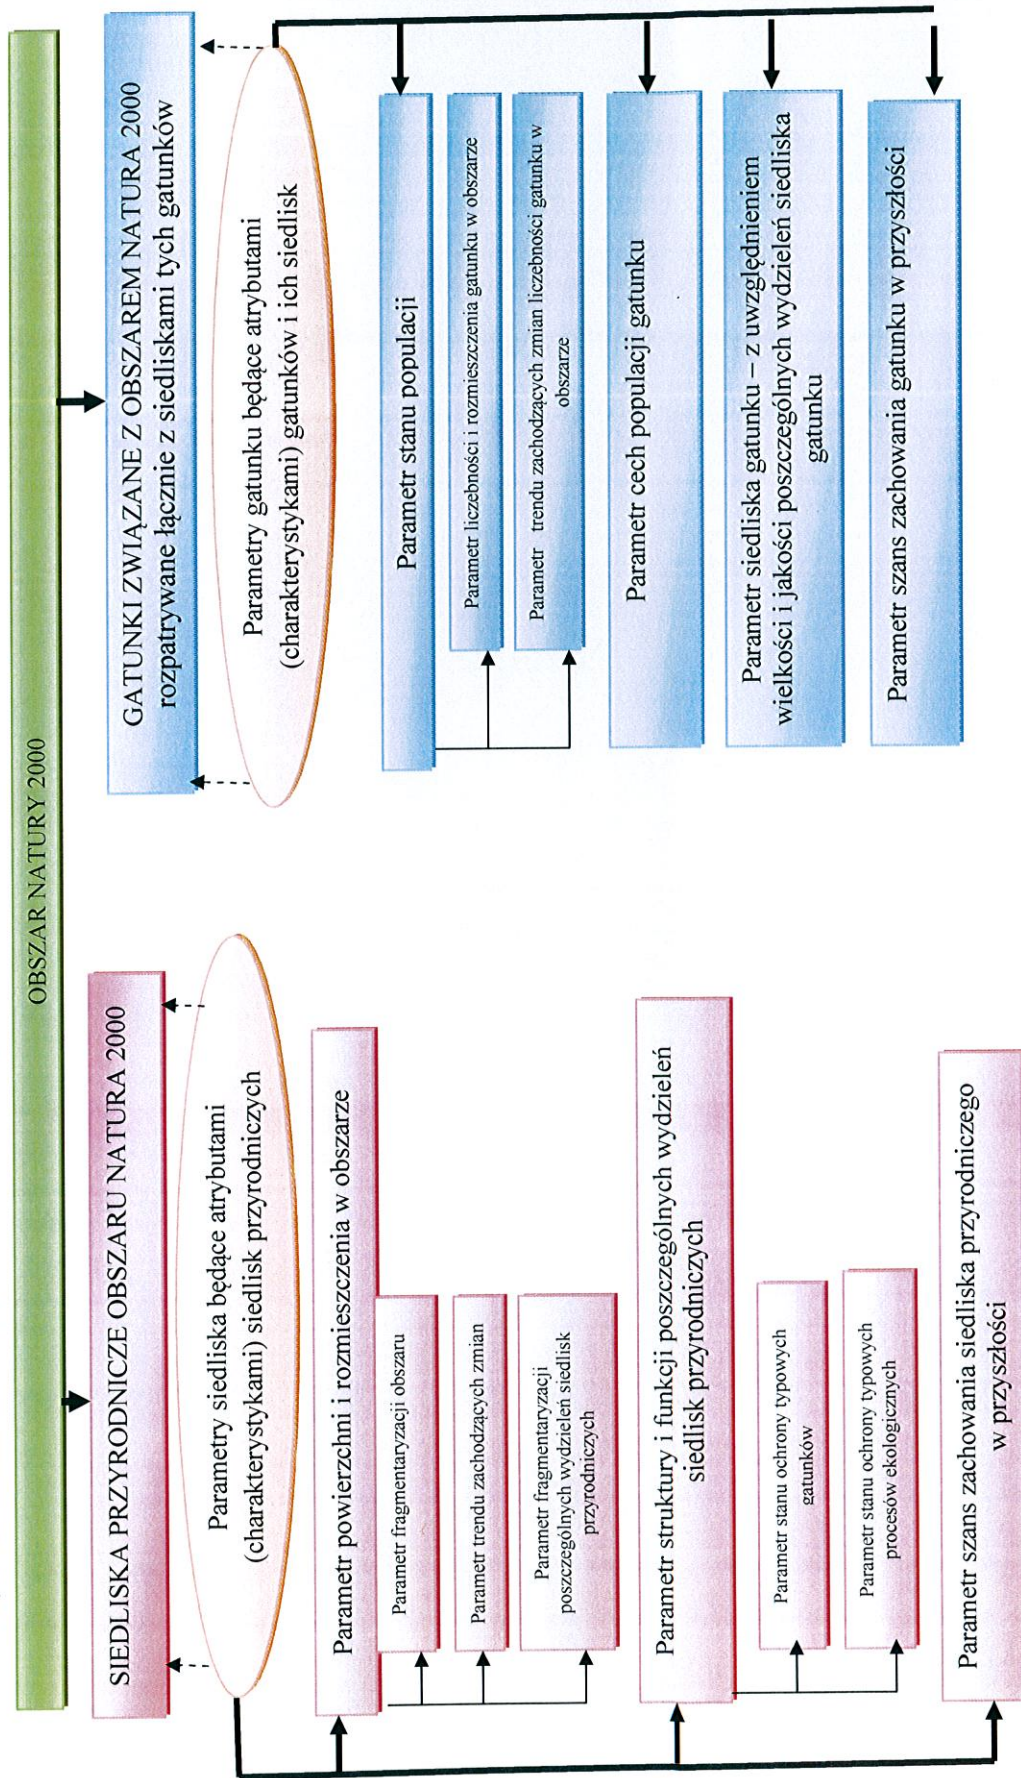 OBSZAR NATURY 2000
SIEDLISKA PRZYRODNICZE OBSZARU NATURA 2000
Parametry siedliska będące atrybutami
(charakterystykami) siedlisk przyrodniczych
Parametr powierzchni i rozmieszczenia w obszarze
Parametr fragmentaryzacji obszaru
Parametr trendu zachodzących zmian
Parametr fragmentaryzacji
poszczególnych wydzieleń siedlisk
przyrodniczych
Parametr struktury i funkcji poszczególnych wydzieleń
siedlisk przyrodniczych
Parametr stanu ochrony typowych
gatunków
Parametr stanu ochrony typowych
procesów ekologicznych
Parametr szans zachowania siedliska przyrodniczego
w przyszłości
GATUNKI ZWIĄZANE Z OBSZAREM NATURA 2000
rozpatrywane łącznie z siedliskami tych gatunków
Parametry gatunku będące atrybutami
(charakterystykami) gatunków i ich siedlisk
Parametr stanu populacji
Parametr liczebności i rozmieszczenia gatunku w obszarze
Parametr trendu zachodzących zmian liczebności gatunku w
obszarze
Parametr cech populacji gatunku
Parametr siedliska gatunku – z uwzględnieniem
wielkości i jakości poszczególnych wydzieleń siedliska
gatunku
Parametr szans zachowania gatunku w przyszłości